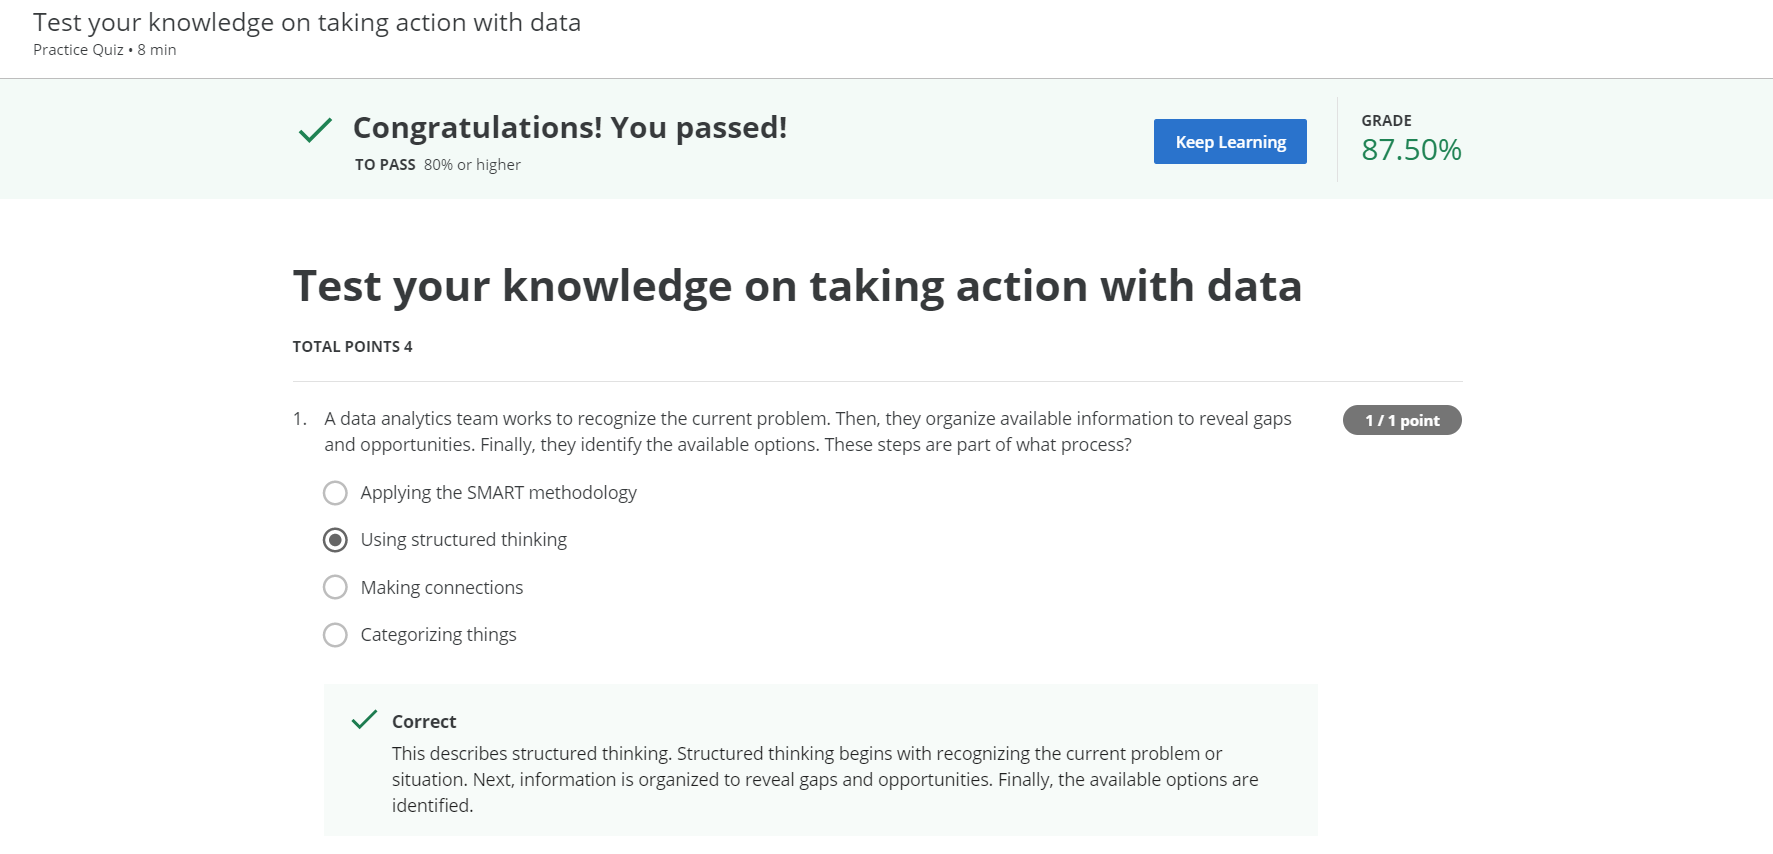 Test your knowledge on taking action with data
Practice Quiz • 8 min
Congratulations! You passed!
TO PASS 80% or higher
Keep Learning
GRADE
87.50%
Test your knowledge on taking action with data
TOTAL POINTS 4
1. A data analytics team works to recognize the current problem. Then, they organize available information to reveal gaps
and opportunities. Finally, they identify the available options. These steps are part of what process?
1 / 1 point
Applying the SMART methodology
Using structured thinking
Making connections
Categorizing things
Correct
This describes structured thinking. Structured thinking begins with recognizing the current problem or
situation. Next, information is organized to reveal gaps and opportunities. Finally, the available options are
identified.